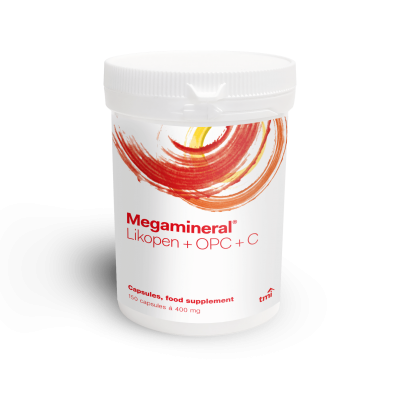 Megamineral®
Likopen + OPC + C
Capsules, food supplement
150 capsules a 400 mg
tmi